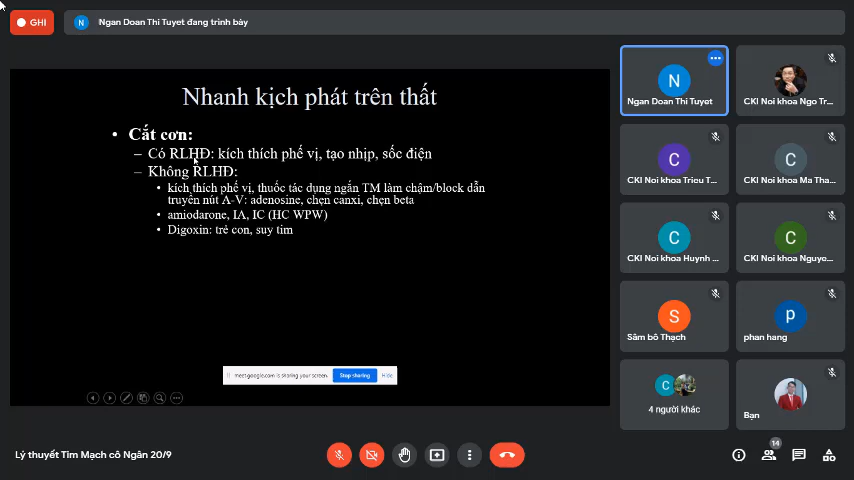 GHI
Ngan Doan Thi Tuyet đang trình bày
Nhanh kịch phát trên thất
• Cắt cơn:
– Có RLHĐ: kích thích phế vị, tạo nhịp, sốc điện
– Không RLHĐ:
• kích thích phế vị, thuốc tác dụng ngắn TM làm chậm/block dẫn
truyền nút A-V: adenosine, chẹn canxi, chẹn beta
• amiodarone, IA, IC (HC WPW)
• Digoxin: trẻ con, suy tim
meet.google.com is sharing your screen.
Stop sharing
Hide
N
Ngan Doan Thi Tuyet
CKI Noi khoa Ngo Tr...
C
CKI Noi khoa Trieu T...
C
CKI Noi khoa Ma Tha...
C
CKI Noi khoa Huynh ...
C
CKI Noi khoa Nguye...
S
Sâm bô Thạch
p
phan hang
C
4 người khác
Bạn
Lý thuyết Tim Mạch cô Ngân 20/9
14